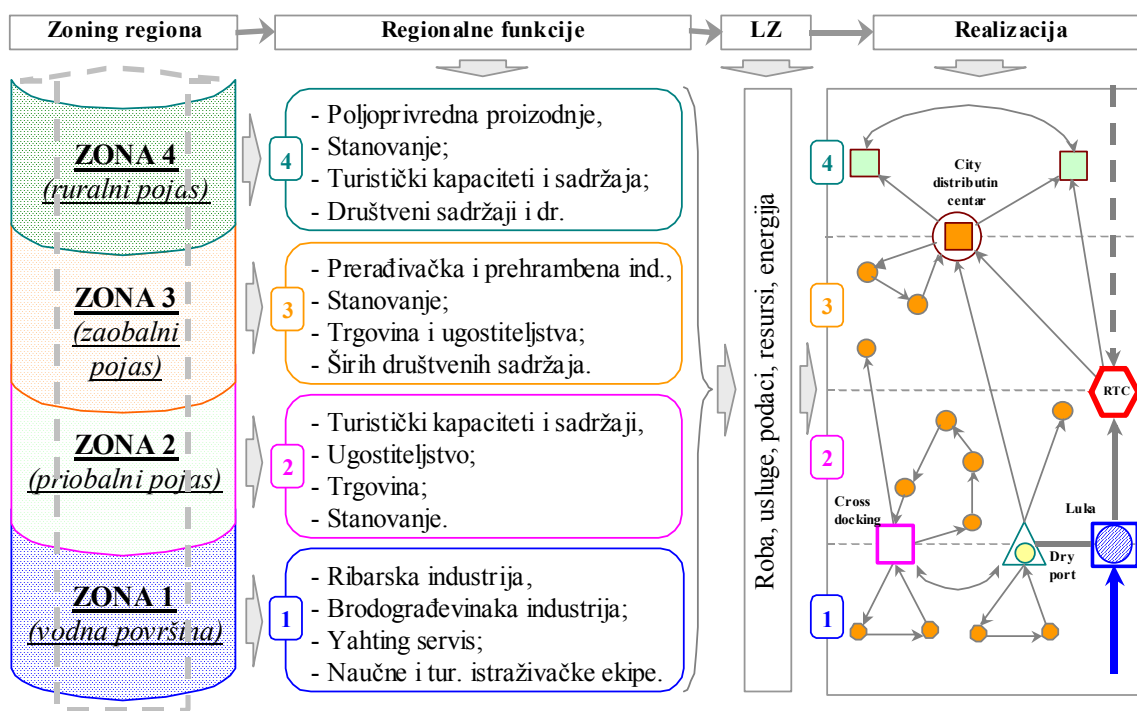 Zoning regiona
Regionalne funkcije
LZ
Realizacija
ZONA 4
(ruralni pojas)
ZONA 3
(zaobalni
pojas)
ZONA 2
(priobalni pojas)
ZONA 1
(vodna površina)
4
- Poljoprivredna proizodnje,
- Stanovanje;
- Turistički kapaciteti i sadržaja;
- Društveni sadržaji i dr.
3
- Prerađivačka i prehrambena ind.,
- Stanovanje;
- Trgovina i ugostiteljstva;
- Širih društvenih sadržaja.
2
- Turistički kapaciteti i sadržaji,
- Ugostiteljstvo;
- Trgovina;
- Stanovanje.
1
- Ribarska industrija,
- Brodograđevinaka industrija;
- Yahting servis;
- Naučne i tur. istraživačke ekipe.
Roba, usluge, podaci, resursi, energija
4
City
distributin
centar
3
RTC
2
Cross
docking
Luka
Dry
port
1